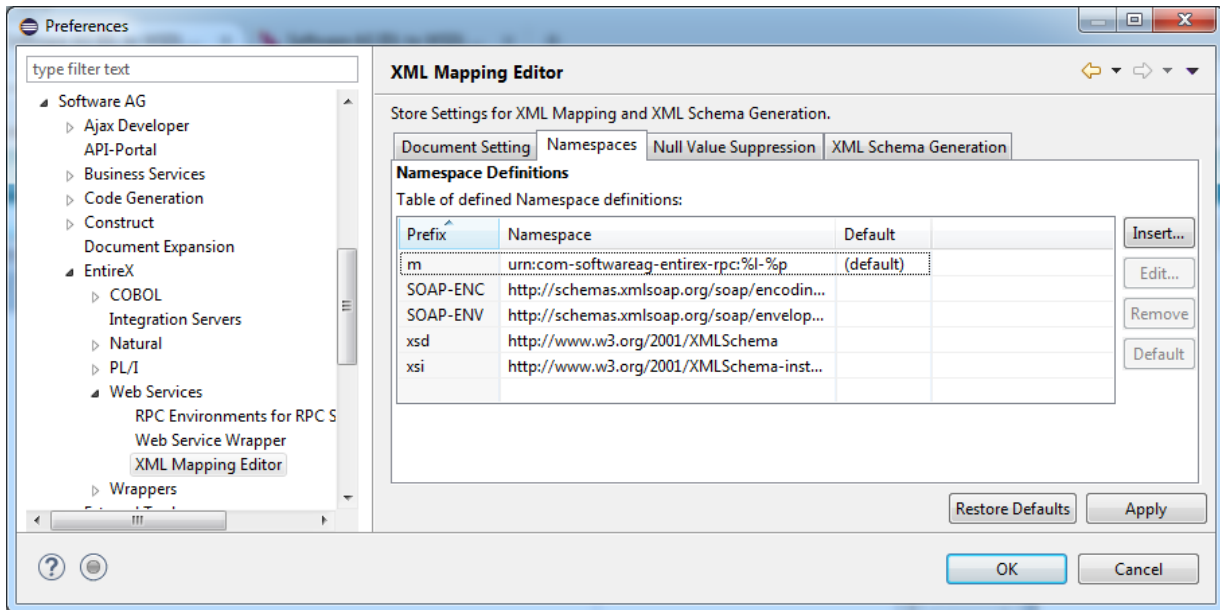 Preferences
type filter text
Software AG
Ajax Developer
API-Portal
Business Services
Code Generation
Construct
Document Expansion
EntireX
COBOL
Integration Servers
Natural
PL/I
Web Services
RPC Environments for RPC S
Web Service Wrapper
XML Mapping Editor
Wrappers
XML Mapping Editor
Store Settings for XML Mapping and XML Schema Generation.
Document Setting Namespaces Null Value Suppression XML Schema Generation
Namespace Definitions
Table of defined Namespace definitions:
Prefix Namespace Default
m urn:com-softwareag-entirex-rpc:%l-%p (default)
SOAP-ENC http://schemas.xmlsoap.org/soap/encodin...
SOAP-ENV http://schemas.xmlsoap.org/soap/envelop...
xsd http://www.w3.org/2001/XMLSchema
xsi http://www.w3.org/2001/XMLSchema-inst...
Insert...
Edit...
Remove
Default
Restore Defaults Apply
OK Cancel